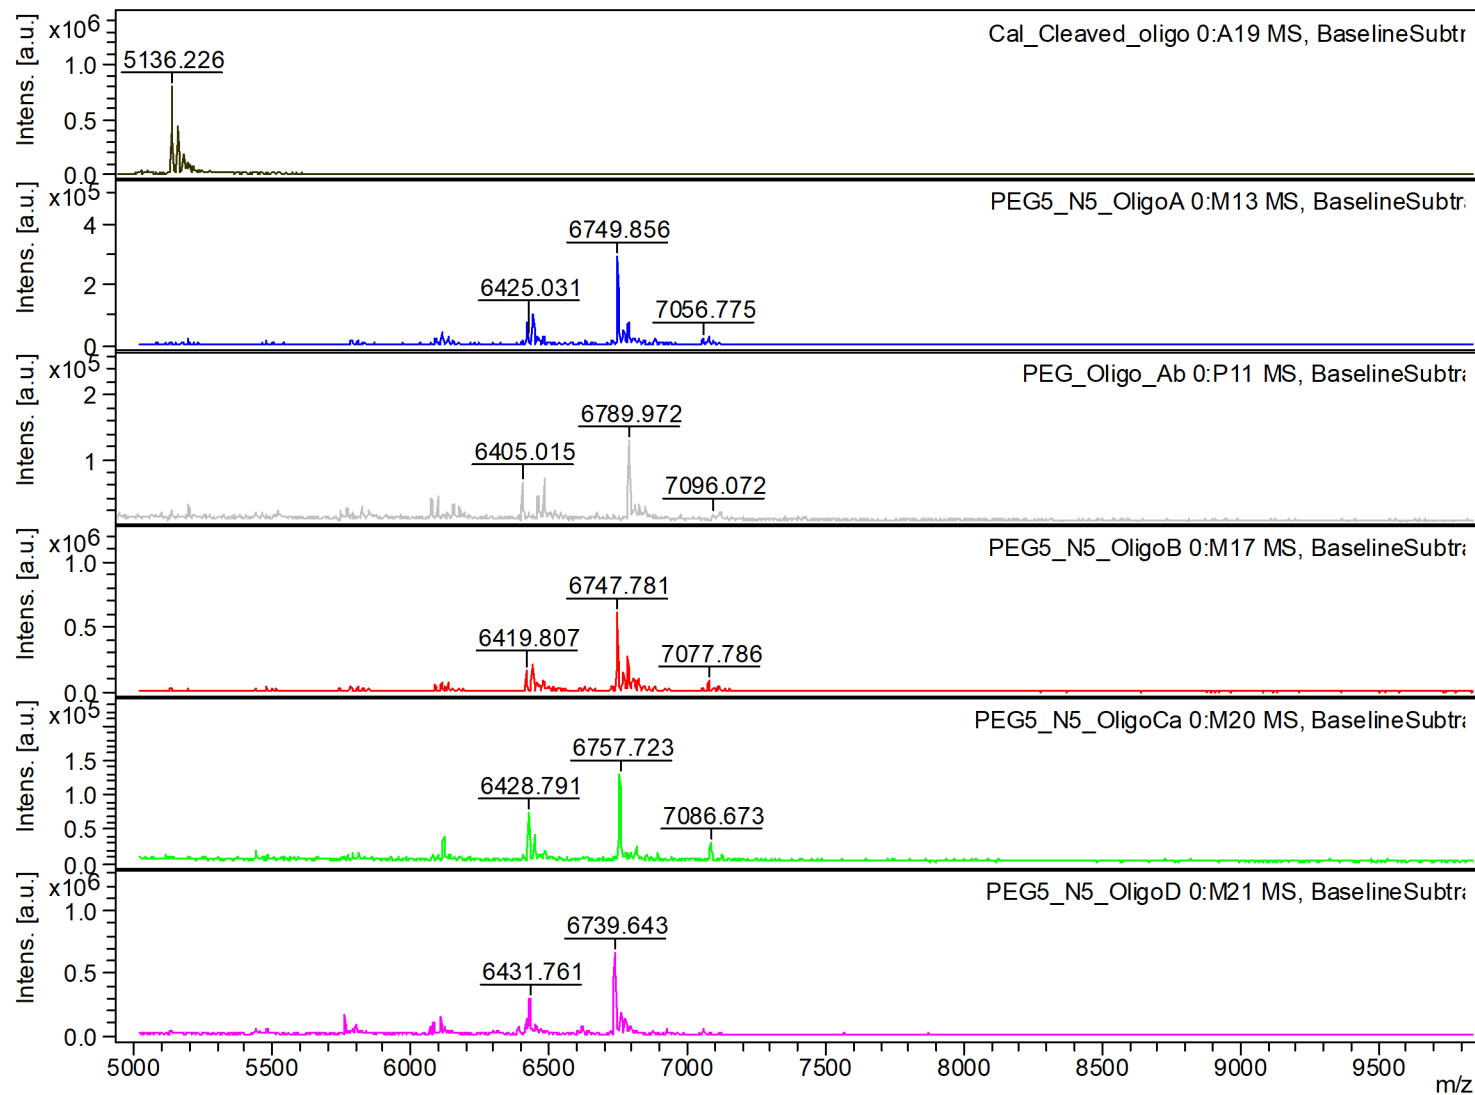 x10⁶
Intens. [a.u.]
Cal_Cleaved_oligo 0:A19 MS, BaselineSubtr
5136.226
1.0
0.5
0.0
x10⁵
Intens. [a.u.]
PEG5_N5_OligoA 0:M13 MS, BaselineSubtra
6749.856
6425.031
7056.775
4
2
0
x10⁵
Intens. [a.u.]
PEG_Oligo_Ab 0:P11 MS, BaselineSubtra
6789.972
6405.015
7096.072
2
1
x10⁶
Intens. [a.u.]
PEG5_N5_OligoB 0:M17 MS, BaselineSubtra
6747.781
6419.807
7077.786
1.0
0.5
0.0
x10⁵
Intens. [a.u.]
PEG5_N5_OligoCa 0:M20 MS, BaselineSubtra
6757.723
6428.791
7086.673
1.5
1.0
0.5
0.0
x10⁶
Intens. [a.u.]
PEG5_N5_OligoD 0:M21 MS, BaselineSubtra
6739.643
6431.761
1.0
0.5
0.0
5000 5500 6000 6500 7000 7500 8000 8500 9000 9500
m/z